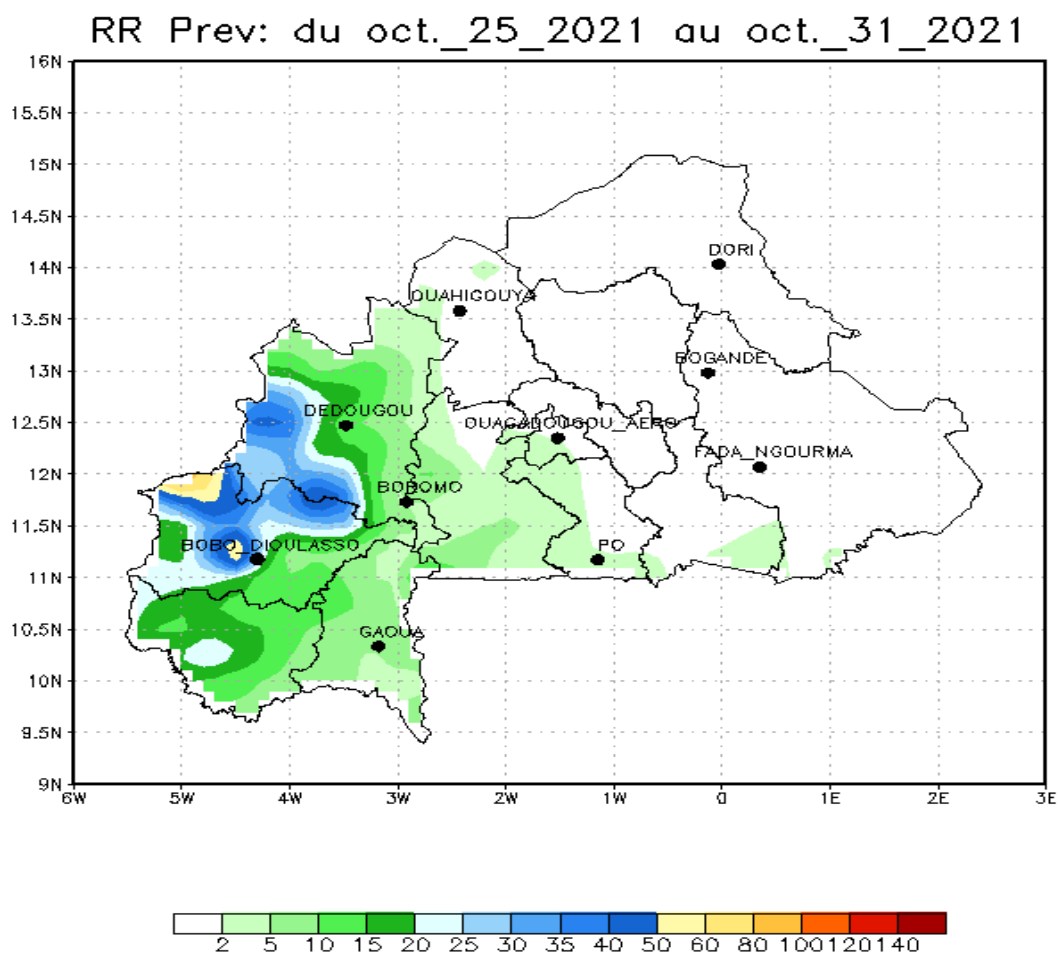 RR Prev: du oct._25_2021 au oct._31_2021
16N
15.5N
15N
14.5N
14N
13.5N
13N
12.5N
12N
11.5N
11N
10.5N
10N
9.5N
9N
DORI
OUAHIGOUYA
BOGANDE
DEDOUGOU
OUAGADOUGOU_AERO
FADA_NGOURMA
BOROMO
BOBO_DIOULASSO
PO
GAOUA
6W 5W 4W 3W 2W 1W 0 1E 2E 3E
2 5 10 15 20 25 30 35 40 50 60 80 100 120 140